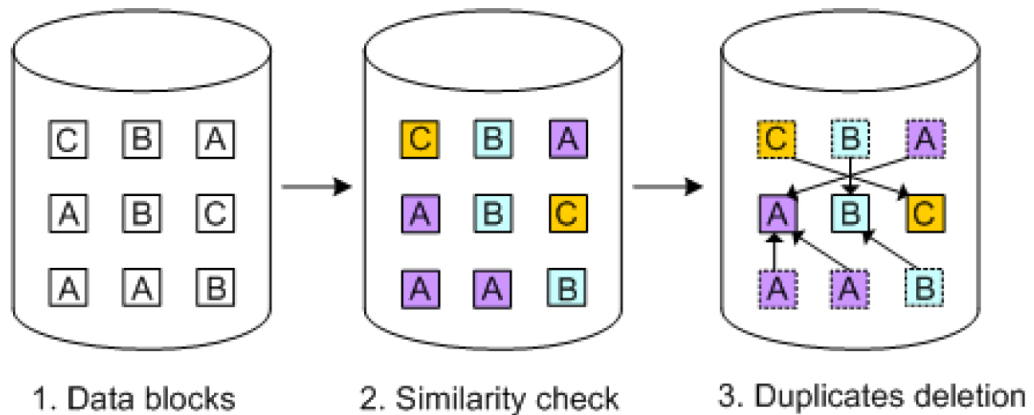 C B A
A B C
A A B
1. Data blocks
C B A
A B C
A A B
2. Similarity check
C B A
A B C
A A B
3. Duplicates deletion